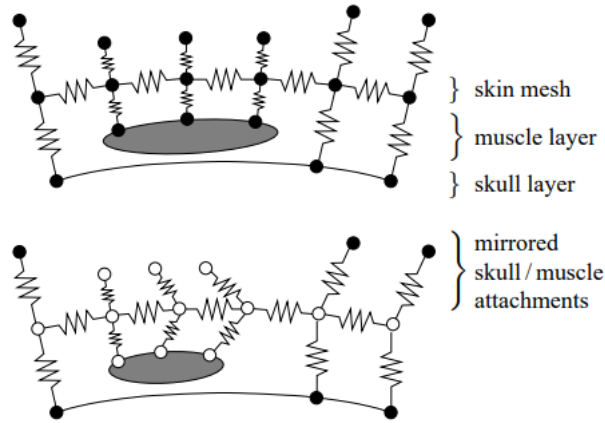 skin mesh
muscle layer
skull layer
mirrored
skull / muscle
attachments